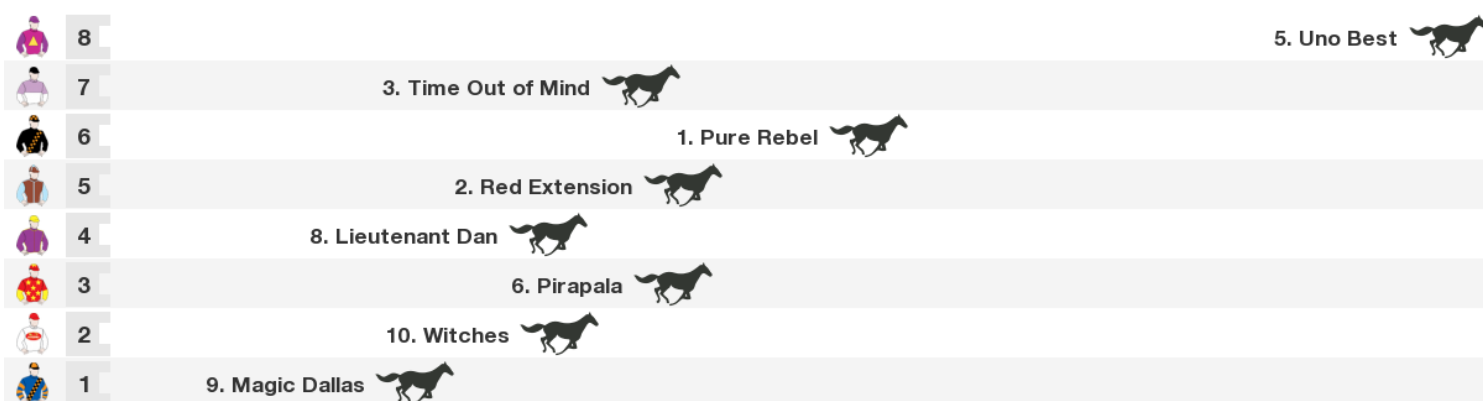 8 5. Uno Best
7 3. Time Out of Mind
6 1. Pure Rebel
5 2. Red Extension
4 8. Lieutenant Dan
3 6. Pirapala
2 10. Witches
1 9. Magic Dallas